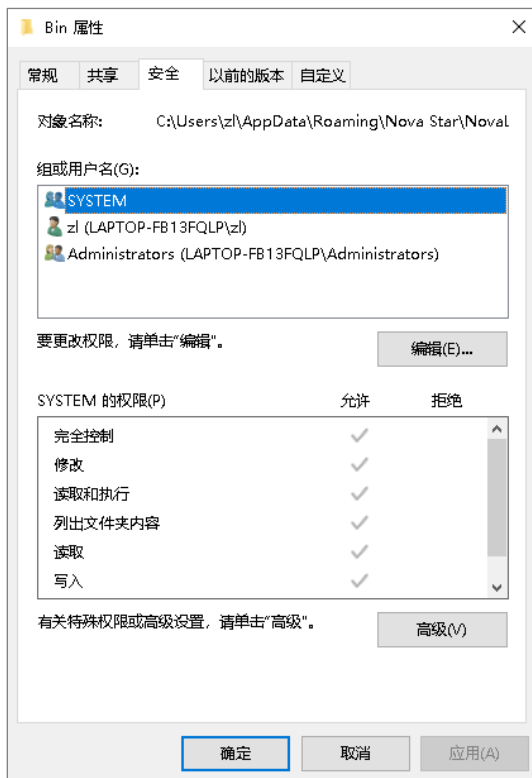 Bin 属性
常规 共享 安全 以前的版本 自定义
对象名称: C:\Users\zl\AppData\Roaming\Nova Star\NovaL
组或用户名(G):
SYSTEM
zl (LAPTOP-FB13FQLP\zl)
Administrators (LAPTOP-FB13FQLP\Administrators)
要更改权限，请单击"编辑"。 编辑(E)...
SYSTEM 的权限(P) 允许 拒绝
完全控制
修改
读取和执行
列出文件夹内容
读取
写入
有关特殊权限或高级设置，请单击"高级"。 高级(V)
确定 取消 应用(A)